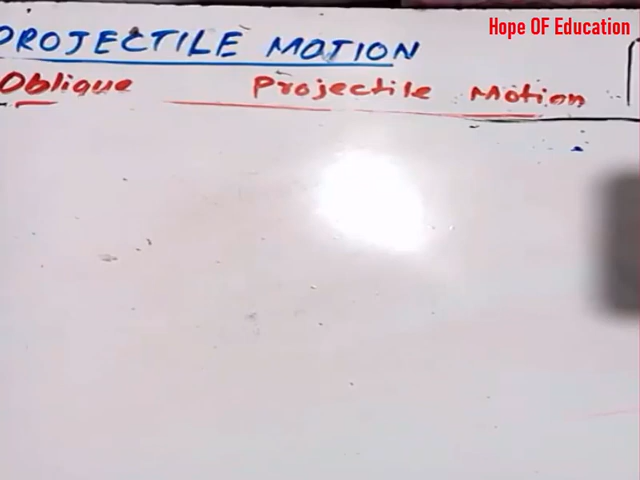 Hope OF Education
PROJECTILE MOTION
Oblique Projectile Motion